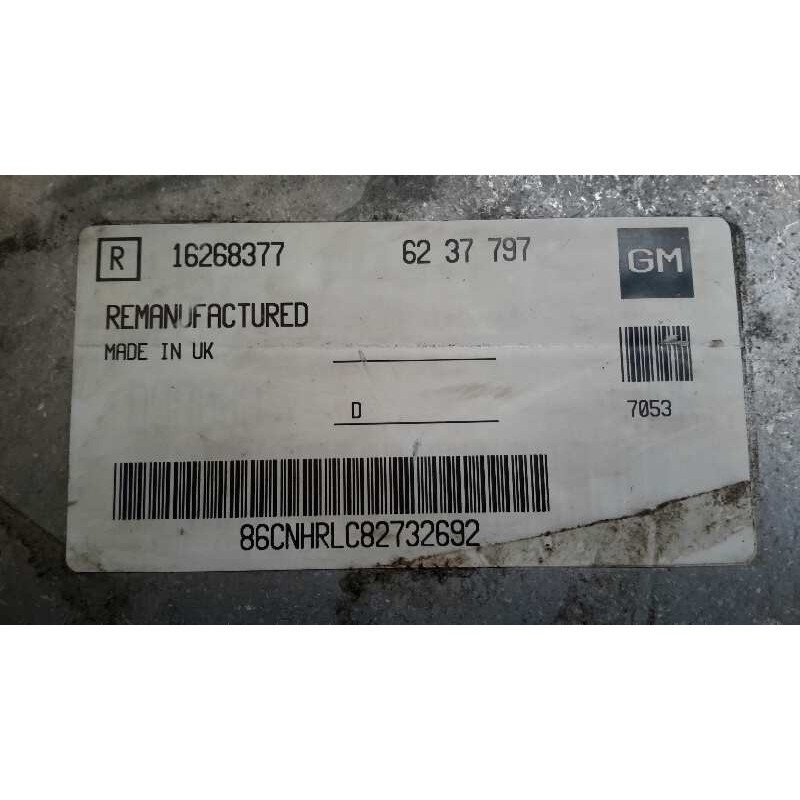 R 16268377 62 37 797 GM
REMANUFACTURED
MADE IN UK
D
7053
86CNHRLC82732692